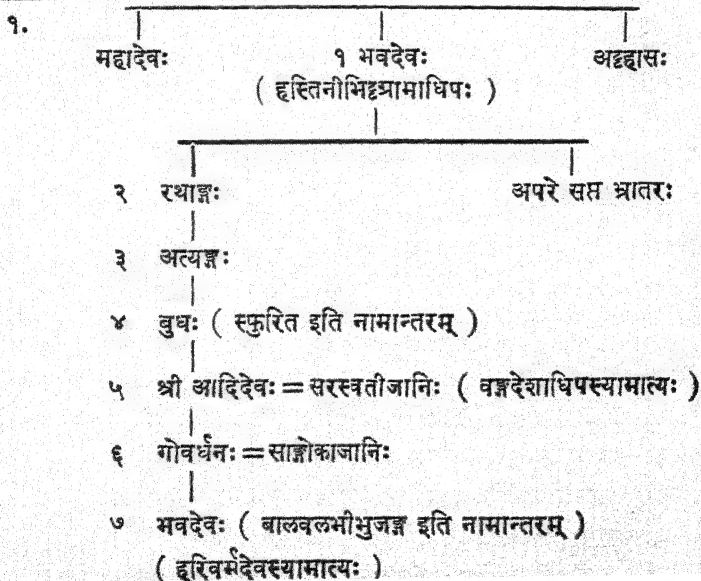 १.
महादेवः १ भवदेवः अट्टहासः
( हस्तिनीभिट्टग्रामाधिपः )
२ रथाङ्गः अपरे सप्त भ्रातरः
३ अत्यङ्गः
४ बुधः ( स्फुरित इति नामान्तरम् )
५ श्री आदिदेवः = सरस्वतीजानिः ( वङ्गदेशाधिपस्यामात्यः )
६ गोवर्धनः = साङ्गोकाजानिः
७ भवदेवः ( बालवलभीभुजङ्ग इति नामान्तरम् )
( हरिवर्मदेवस्यामात्यः )